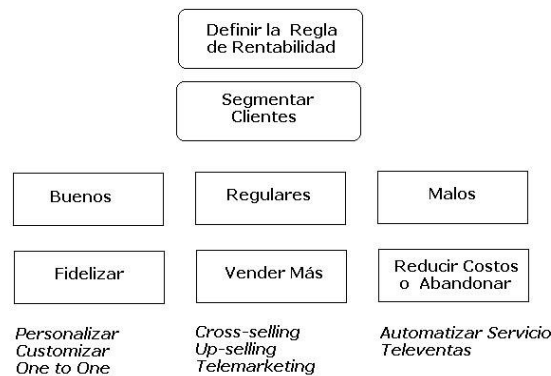 Definir la Regla
de Rentabilidad
Segmentar
Clientes
Buenos
Regulares
Malos
Fidelizar
Vender Más
Reducir Costos
o Abandonar
Personalizar
Customizar
One to One
Cross-selling
Up-selling
Telemarketing
Automatizar Servicio
Televentas